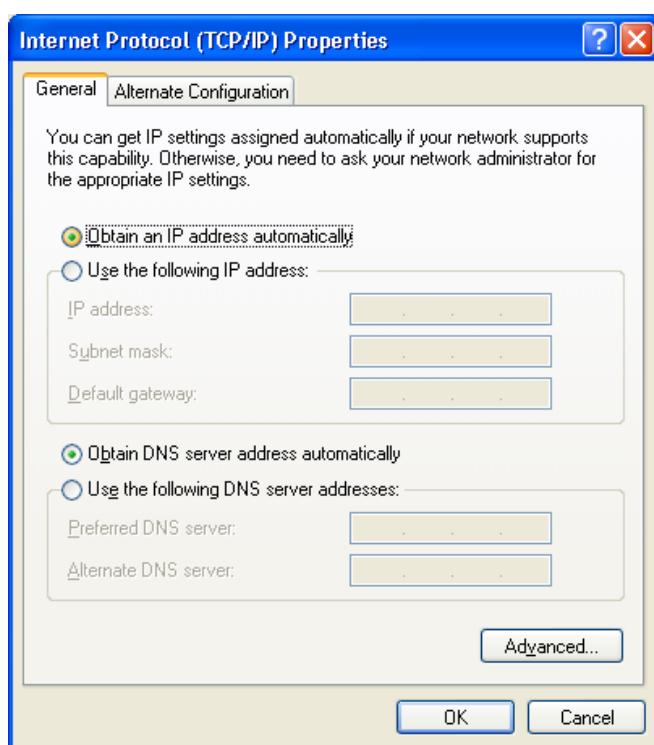 Internet Protocol (TCP/IP) Properties
General
Alternate Configuration
You can get IP settings assigned automatically if your network supports
this capability. Otherwise, you need to ask your network administrator for
the appropriate IP settings.
Obtain an IP address automatically
Use the following IP address:
IP address:
Subnet mask:
Default gateway:
Obtain DNS server address automatically
Use the following DNS server addresses:
Preferred DNS server:
Alternate DNS server:
Advanced...
OK
Cancel